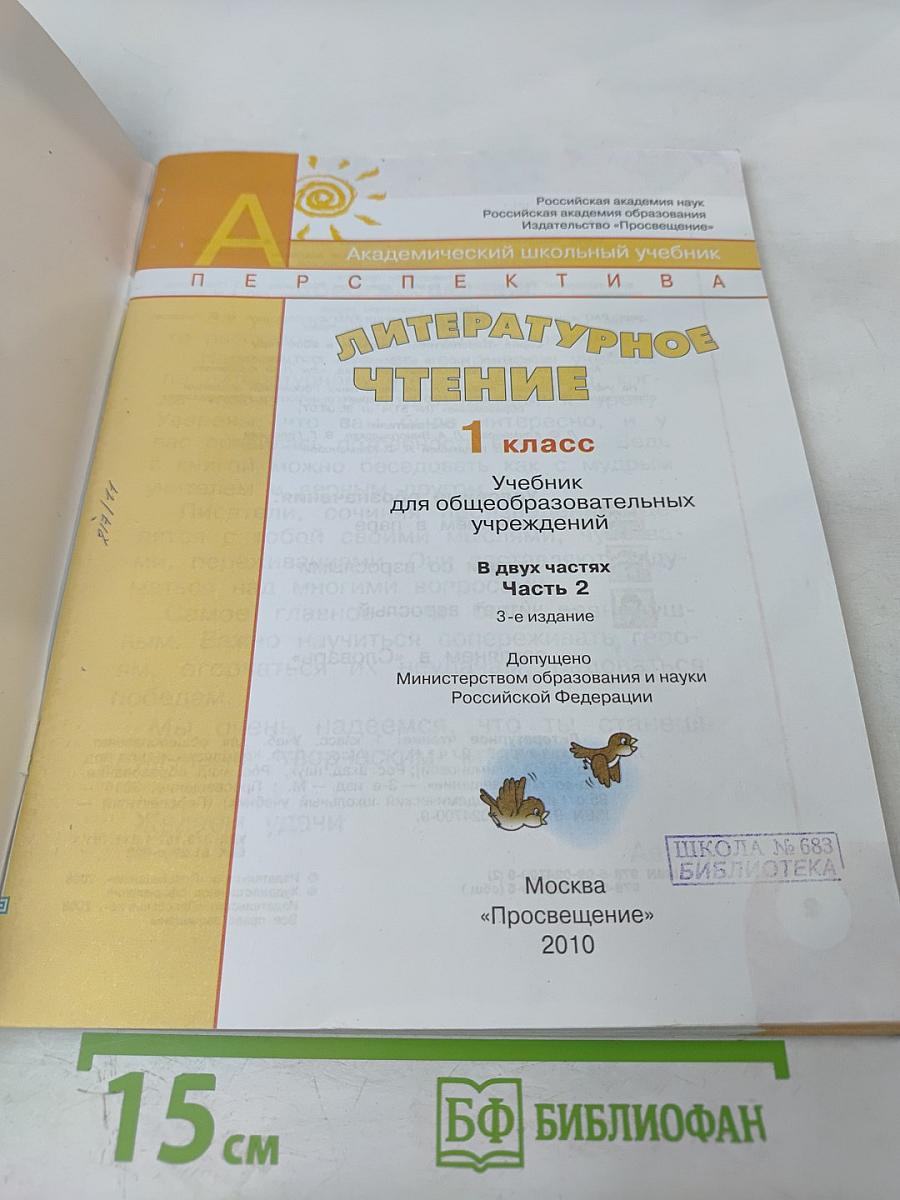 А
Российская академия наук
Российская академия образования
Издательство «Просвещение»
Академический школьный учебник
ПЕРСПЕКТИВА
ЛИТЕРАТУРНОЕ
ЧТЕНИЕ
1 класс
Учебник
для общеобразовательных
учреждений
В двух частях
Часть 2
3-е издание
Допущено
Министерством образования и науки
Российской Федерации
ШКОЛА № 683
БИБЛИОТЕКА
Москва
«Просвещение»
2010
15 см
БФ БИБЛИОФАН